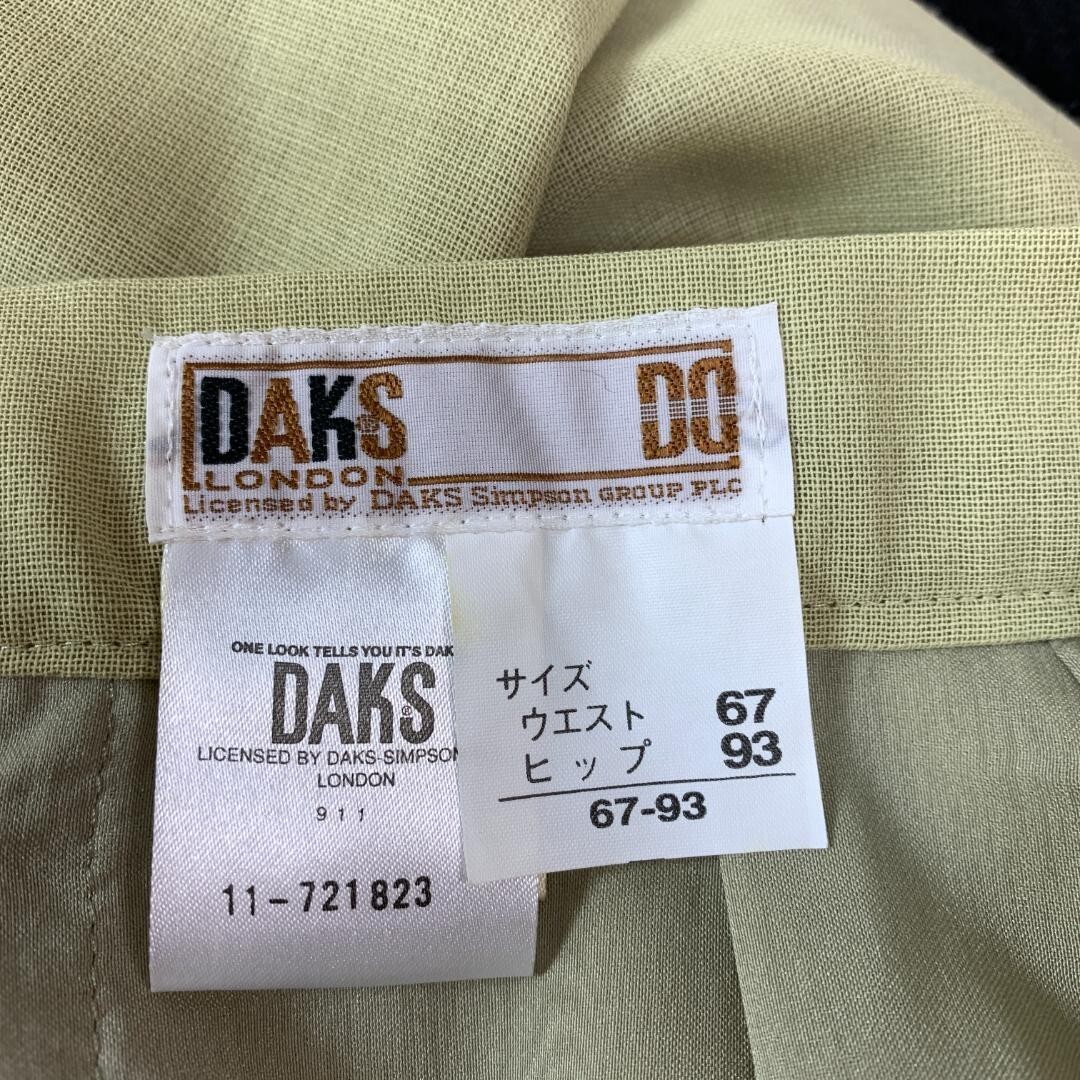 DAKS DD
LONDON
Licensed by DAKS Simpson GROUP PLC
ONE LOOK TELLS YOU IT'S DAK
DAKS
LICENSED BY DAKS-SIMPSON
LONDON
911
11-721823
サイズ
ウエスト 67
ヒップ 93
67-93